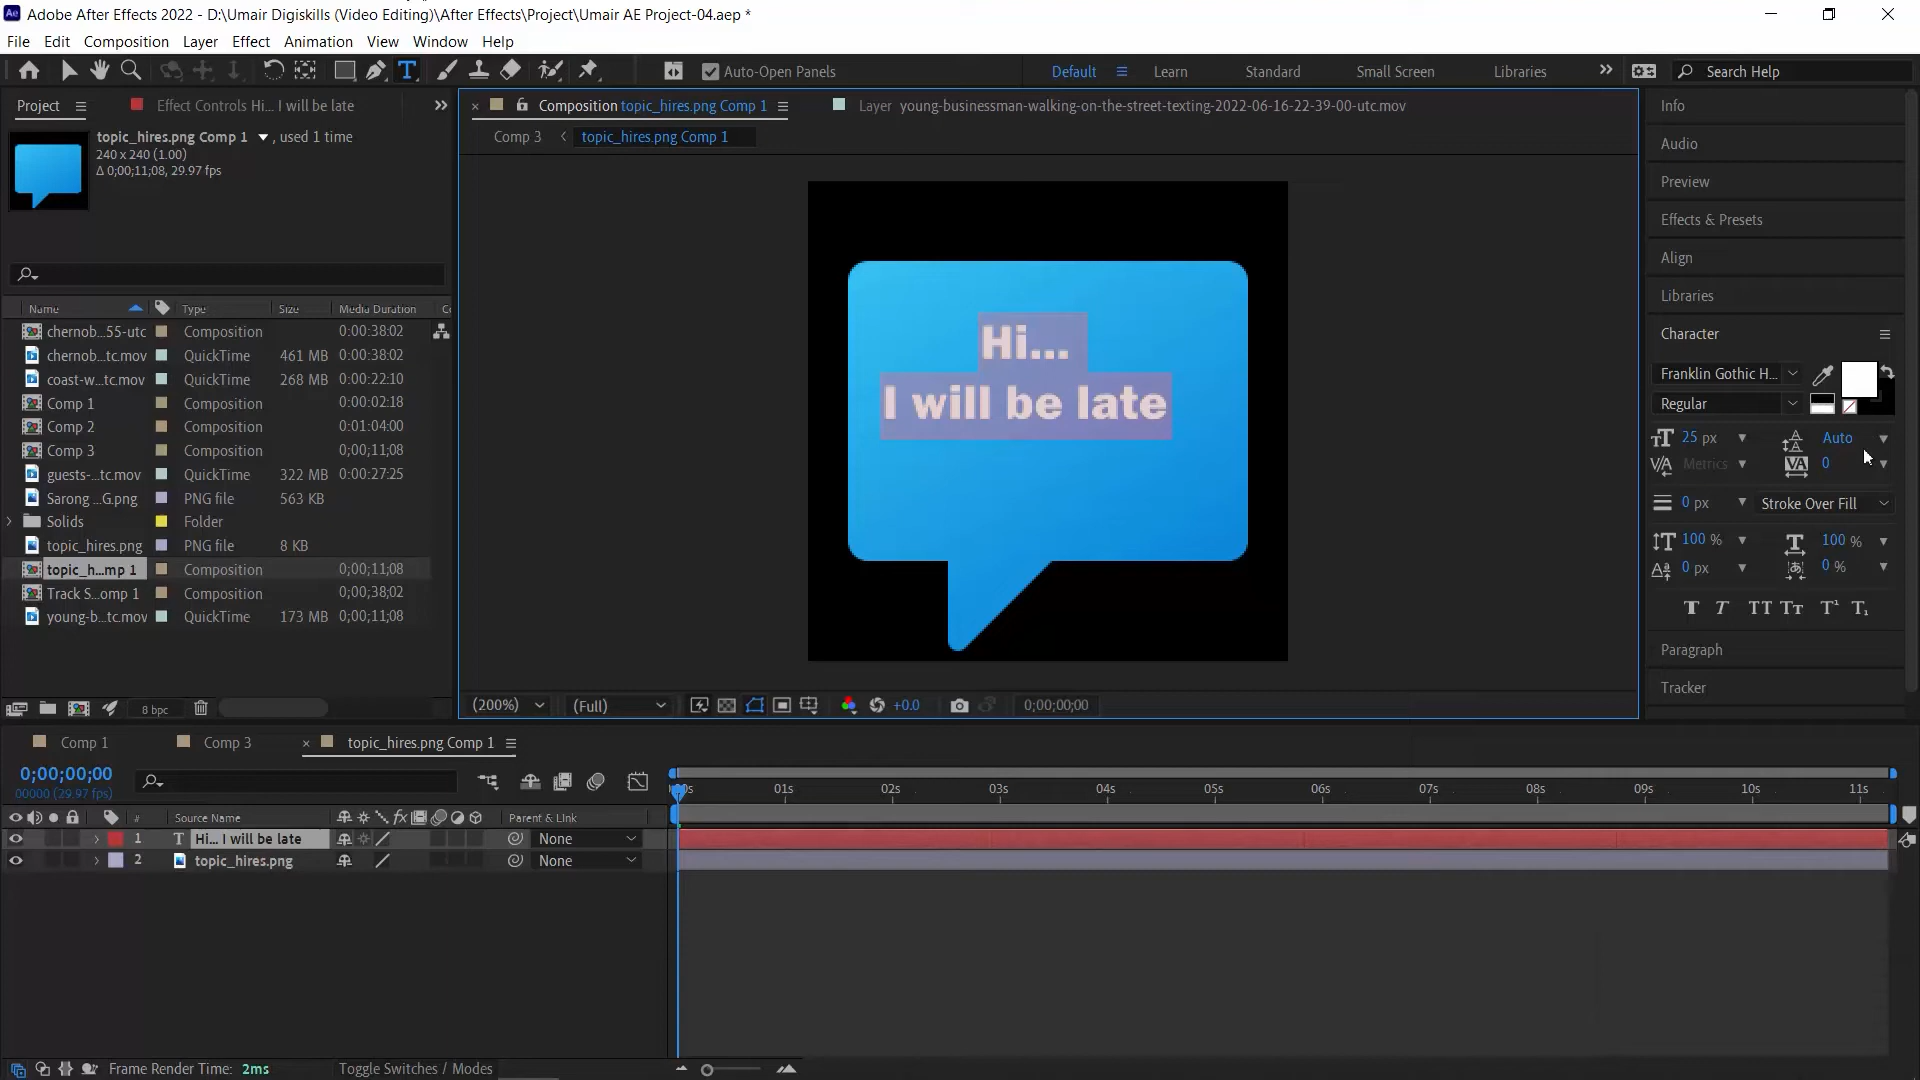 Adobe After Effects 2022 - D:\Umair Digiskills (Video Editing)\After Effects\Project\Umair AE Project-04.aep *
File Edit Composition Layer Effect Animation View Window Help
Auto-Open Panels Default Learn Standard Small Screen Libraries Search Help
Project Effect Controls Hi... I will be late
Composition topic_hires.png Comp 1 Layer young-businessman-walking-on-the-street-texting-2022-06-16-22-39-00-utc.mov
Comp 3 topic_hires.png Comp 1
topic_hires.png Comp 1 , used 1 time
240 x 240 (1.00)
Δ 0;00;11;08, 29.97 fps
Name Type Size Media Duration
chernob...55-utc Composition 0:00:38:02
chernob...tc.mov QuickTime 461 MB 0:00:38:02
coast-w...tc.mov QuickTime 268 MB 0:00:22:10
Comp 1 Composition 0:00:02:18
Comp 2 Composition 0:01:04:00
Comp 3 Composition 0;00;11;08
guests-...tc.mov QuickTime 322 MB 0:00:27:25
Sarong ...G.png PNG file 563 KB
Solids Folder
topic_hires.png PNG file 8 KB
topic_h...mp 1 Composition 0;00;11;08
Track S...omp 1 Composition 0;00;38;02
young-b...tc.mov QuickTime 173 MB 0;00;11;08
8 bpc
Hi...
I will be late
(200%) (Full) +0.0 0;00;00;00
Info
Audio
Preview
Effects & Presets
Align
Libraries
Character
Franklin Gothic H...
Regular
25 px Auto
Metrics 0
0 px Stroke Over Fill
100 % 100 %
0 px 0 %
T T TT Tt T¹ T₁
Paragraph
Tracker
Comp 1 Comp 3 topic_hires.png Comp 1
0;00;00;00
00000 (29.97 fps)
01s 02s 03s 04s 05s 06s 07s 08s 09s 10s 11s
# Source Name Parent & Link
1 T Hi... I will be late None
2 topic_hires.png None
Frame Render Time: 2ms Toggle Switches / Modes